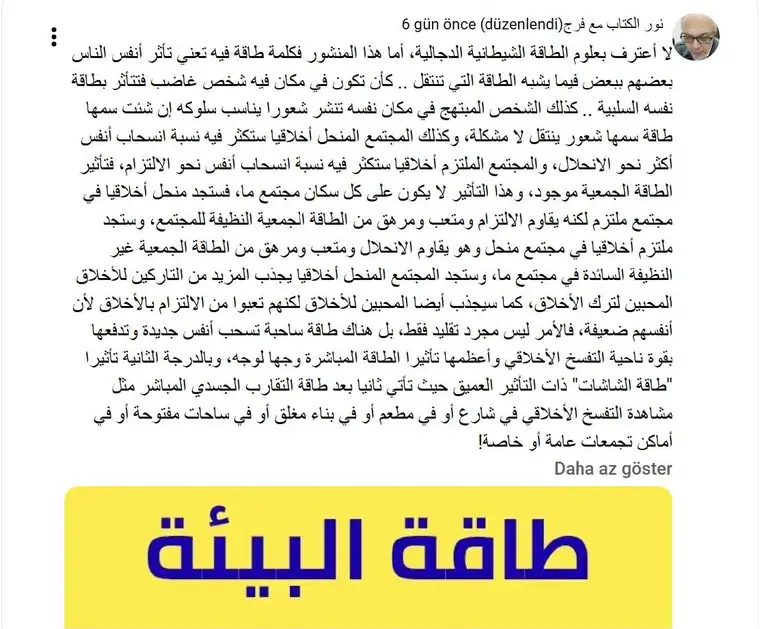 نور الكتاب مع فرج(düzenlendi) 6 gün önce
لا أعترف بعلوم الطاقة الشيطانية الدجالية، أما هذا المنشور فكلمة طاقة فيه تعني تأثر أنفس الناس
بعضهم ببعض فيما يشبه الطاقة التي تنتقل .. كأن تكون في مكان فيه شخص غاضب فتتأثر بطاقة
نفسه السلبية .. كذلك الشخص المبتهج في مكان نفسه تنشر شعورا يناسب سلوكه إن شئت سمها
طاقة سمها شعور ينتقل لا مشكلة، وكذلك المجتمع المنحل أخلاقيا ستكثر فيه نسبة انسحاب أنفس
أكثر نحو الانحلال، والمجتمع الملتزم أخلاقيا ستكثر فيه نسبة انسحاب أنفس نحو الالتزام، فتأثير
الطاقة الجمعية موجود، وهذا التأثير لا يكون على كل سكان مجتمع ما، فستجد منحل أخلاقيا في
مجتمع ملتزم لكنه يقاوم الالتزام ومتعب ومرهق من الطاقة الجمعية النظيفة للمجتمع، وستجد
ملتزم أخلاقيا في مجتمع منحل وهو يقاوم الانحلال ومتعب ومرهق من الطاقة الجمعية غير
النظيفة السائدة في مجتمع ما، وستجد المجتمع المنحل أخلاقيا يجذب المزيد من التاركين للأخلاق
المحبين لترك الأخلاق، كما سيجذب أيضا المحبين للأخلاق لكنهم تعبوا من الالتزام بالأخلاق لأن
أنفسهم ضعيفة، فالأمر ليس مجرد تقليد فقط، بل هناك طاقة ساحبة تسحب أنفس جديدة وتدفعها
بقوة ناحية التفسخ الأخلاقي وأعظمها تأثيرا الطاقة المباشرة وجها لوجه، وبالدرجة الثانية تأثيرا
"طاقة الشاشات" ذات التأثير العميق حيث تأتي ثانيا بعد طاقة التقارب الجسدي المباشر مثل
مشاهدة التفسخ الأخلاقي في شارع أو في مطعم أو في بناء مغلق أو في ساحات مفتوحة أو في
أماكن تجمعات عامة أو خاصة!
Daha az göster
طاقة البيئة